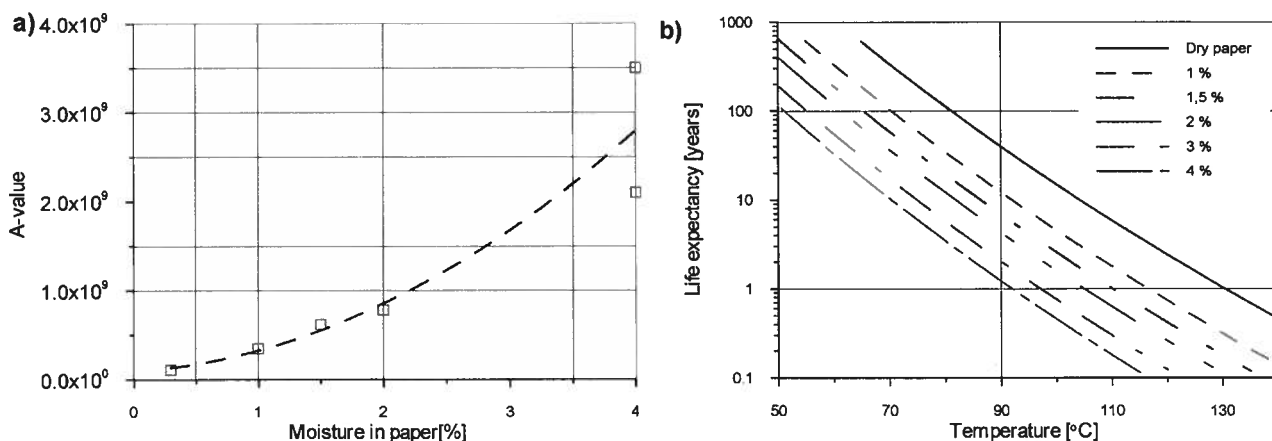 a)
A-value
4.0x10⁹
3.0x10⁹
2.0x10⁹
1.0x10⁹
0.0x10⁰
0 1 2 3 4
Moisture in paper[%]
b)
Life expectancy [years]
1000
100
10
1
0,1
50 70 90 110 130
Temperature [°C]
Dry paper
1 %
1,5 %
2 %
3 %
4 %